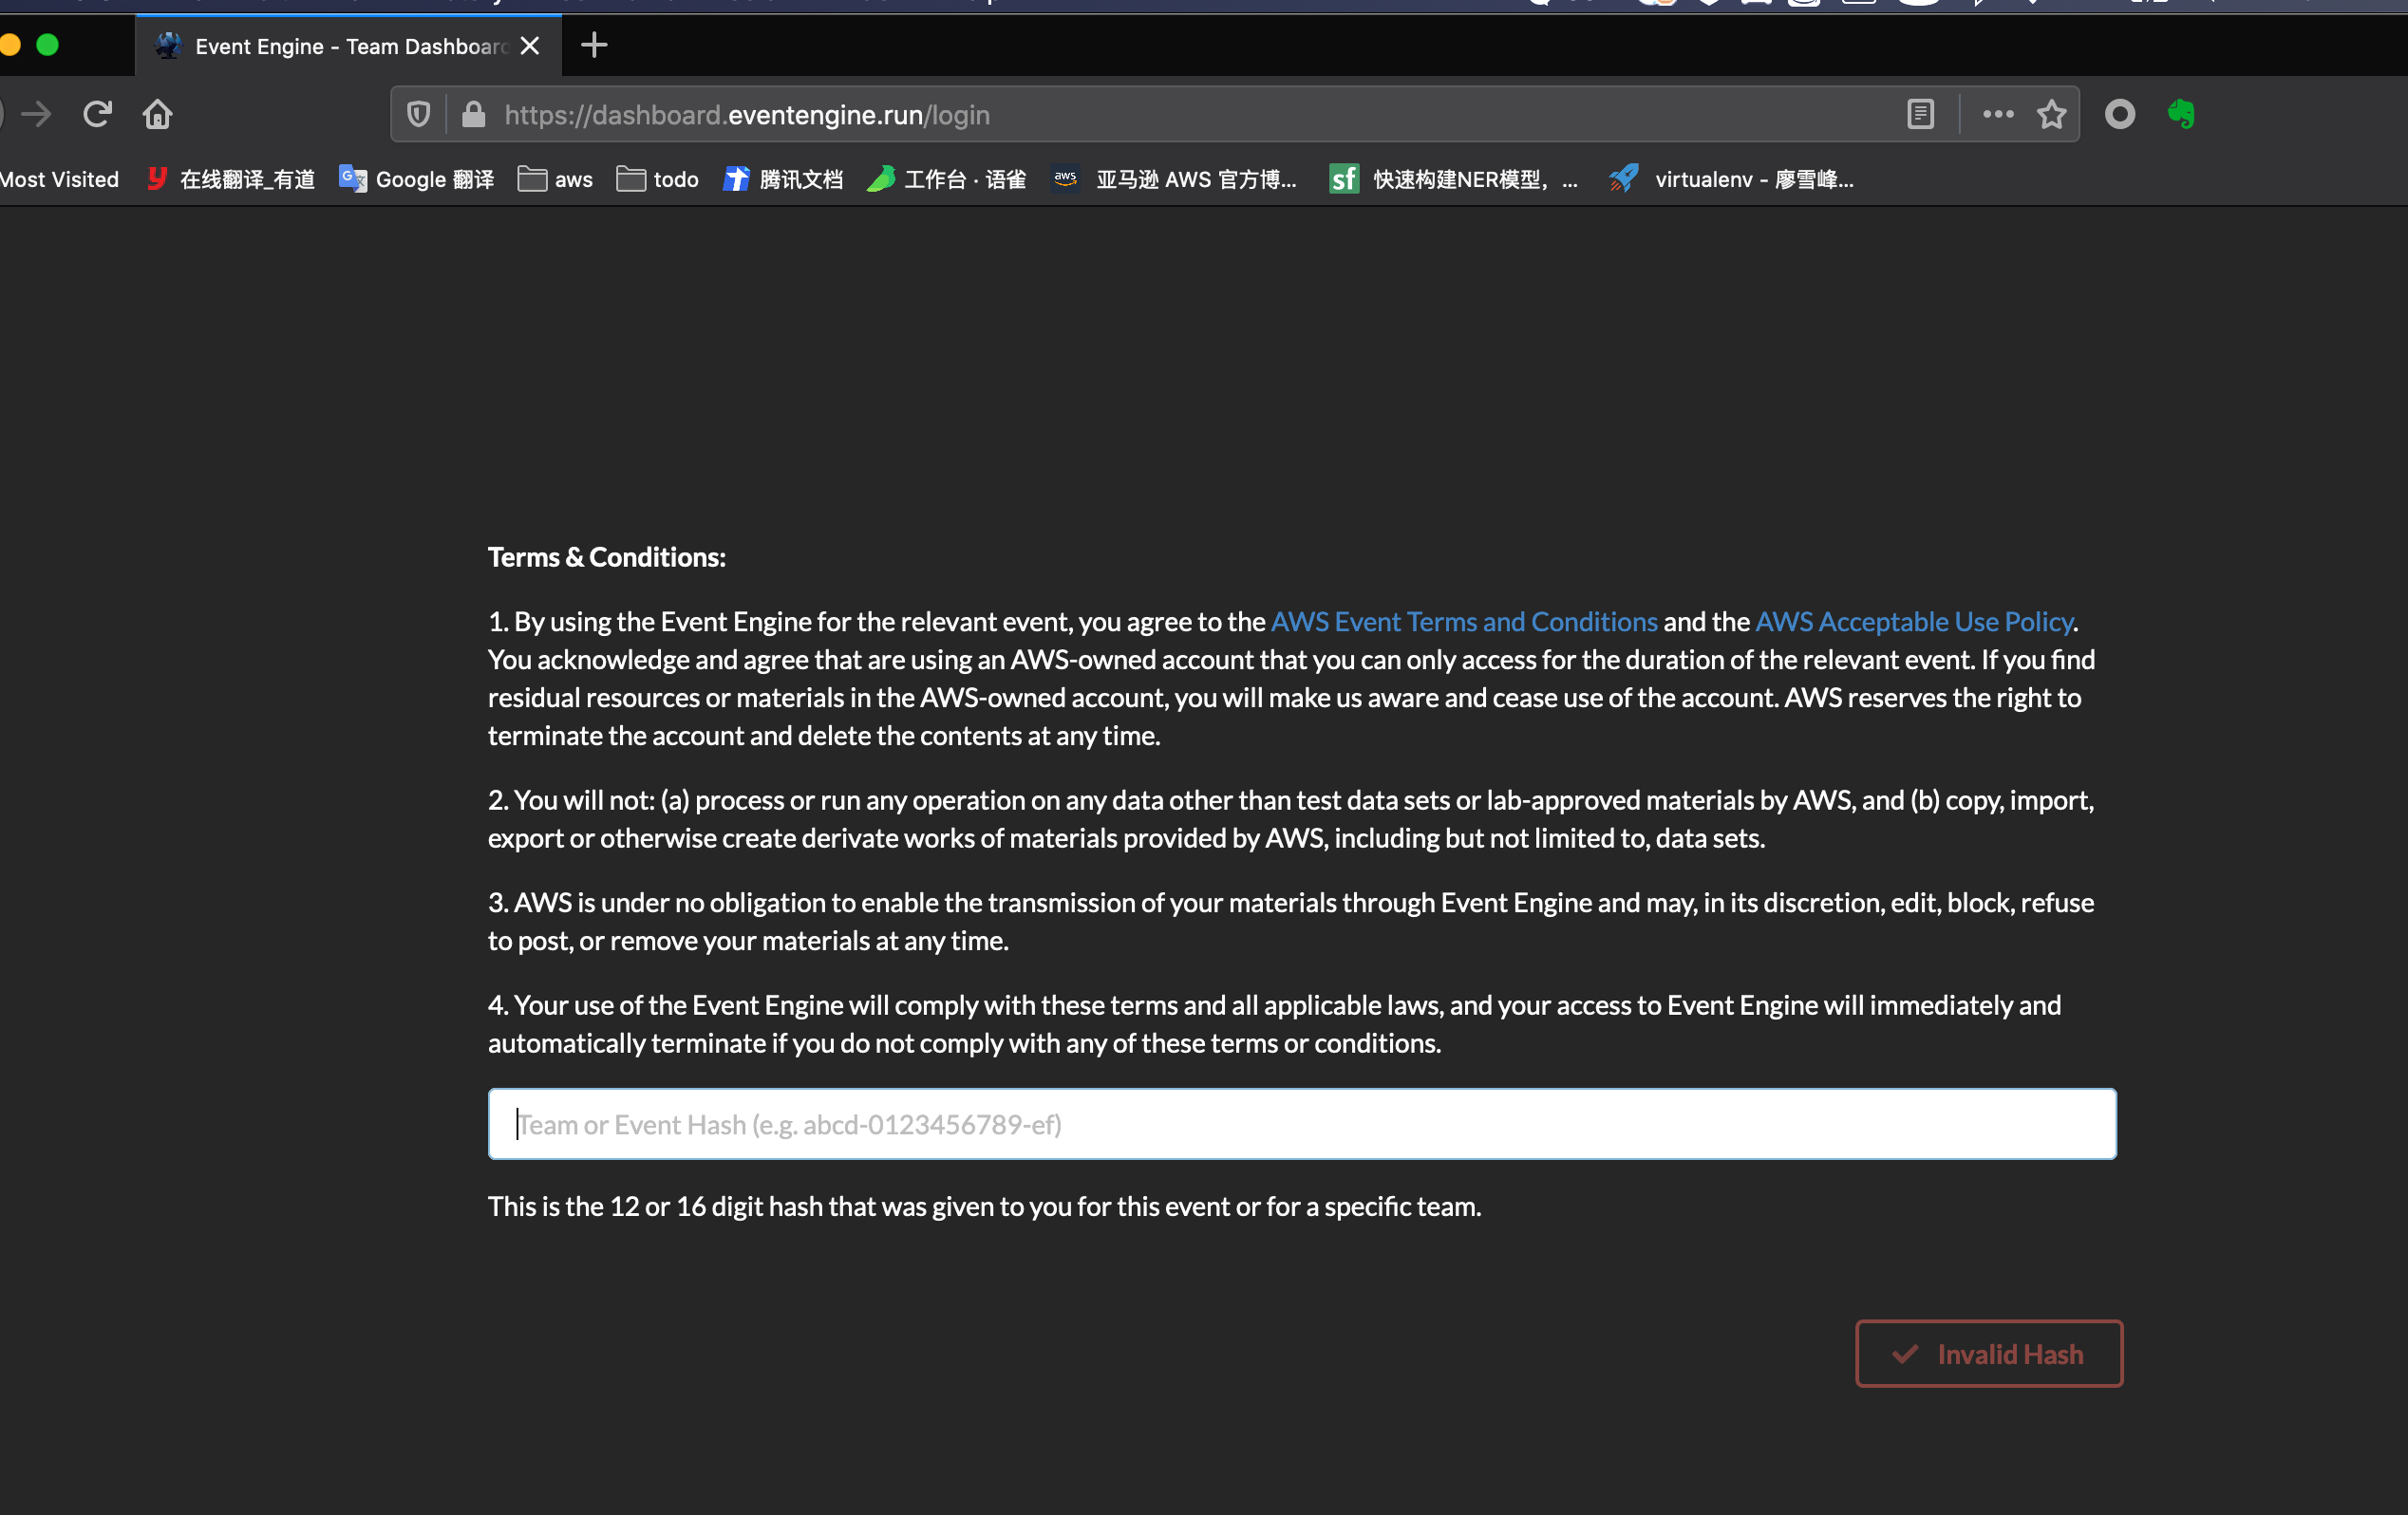 Event Engine - Team Dashboard
https://dashboard.eventengine.run/login
Most Visited
在线翻译_有道
Google 翻译
aws
todo
腾讯文档
工作台 · 语雀
aws
亚马逊 AWS 官方博...
sf
快速构建NER模型，...
virtualenv - 廖雪峰...
Terms & Conditions:
1. By using the Event Engine for the relevant event, you agree to the AWS Event Terms and Conditions and the AWS Acceptable Use Policy.
You acknowledge and agree that are using an AWS-owned account that you can only access for the duration of the relevant event. If you find
residual resources or materials in the AWS-owned account, you will make us aware and cease use of the account. AWS reserves the right to
terminate the account and delete the contents at any time.
2. You will not: (a) process or run any operation on any data other than test data sets or lab-approved materials by AWS, and (b) copy, import,
export or otherwise create derivate works of materials provided by AWS, including but not limited to, data sets.
3. AWS is under no obligation to enable the transmission of your materials through Event Engine and may, in its discretion, edit, block, refuse
to post, or remove your materials at any time.
4. Your use of the Event Engine will comply with these terms and all applicable laws, and your access to Event Engine will immediately and
automatically terminate if you do not comply with any of these terms or conditions.
Team or Event Hash (e.g. abcd-0123456789-ef)
This is the 12 or 16 digit hash that was given to you for this event or for a specific team.
Invalid Hash